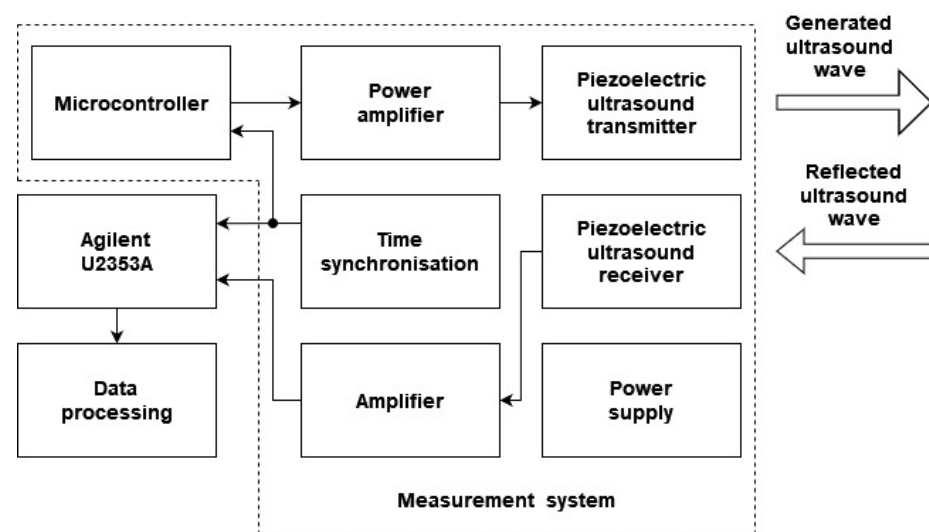 Microcontroller
Power
amplifier
Piezoelectric
ultrasound
transmitter
Generated
ultrasound
wave
Agilent
U2353A
Time
synchronisation
Piezoelectric
ultrasound
receiver
Reflected
ultrasound
wave
Data
processing
Amplifier
Power
supply
Measurement system